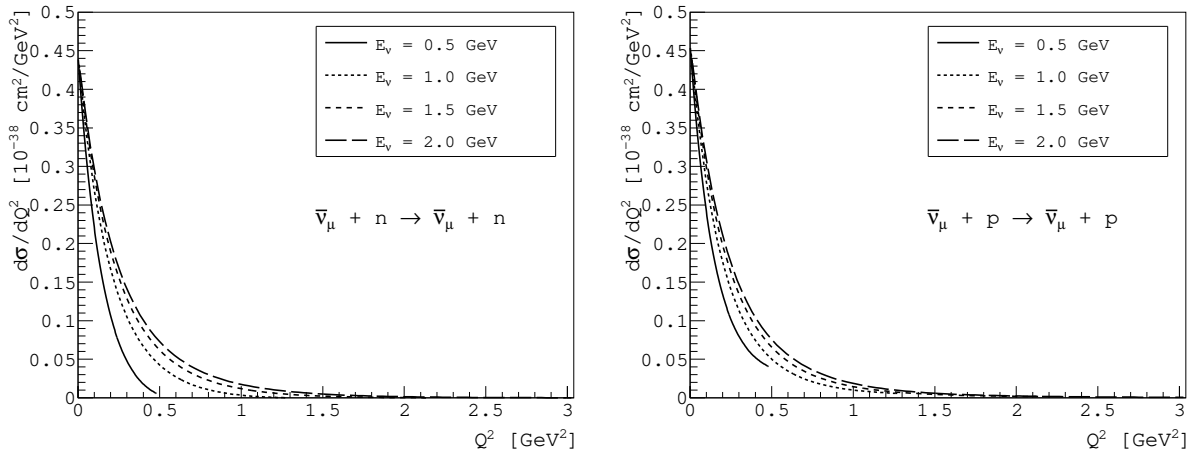 dσ/dQ² [10⁻³⁸ cm²/GeV²]
0.5
0.45
0.4
0.35
0.3
0.25
0.2
0.15
0.1
0.05
0
E_ν = 0.5 GeV
E_ν = 1.0 GeV
E_ν = 1.5 GeV
E_ν = 2.0 GeV
ν̄_μ + n → ν̄_μ + n
0 0.5 1 1.5 2 2.5 3
Q² [GeV²]
dσ/dQ² [10⁻³⁸ cm²/GeV²]
0.5
0.45
0.4
0.35
0.3
0.25
0.2
0.15
0.1
0.05
0
E_ν = 0.5 GeV
E_ν = 1.0 GeV
E_ν = 1.5 GeV
E_ν = 2.0 GeV
ν̄_μ + p → ν̄_μ + p
0 0.5 1 1.5 2 2.5 3
Q² [GeV²]